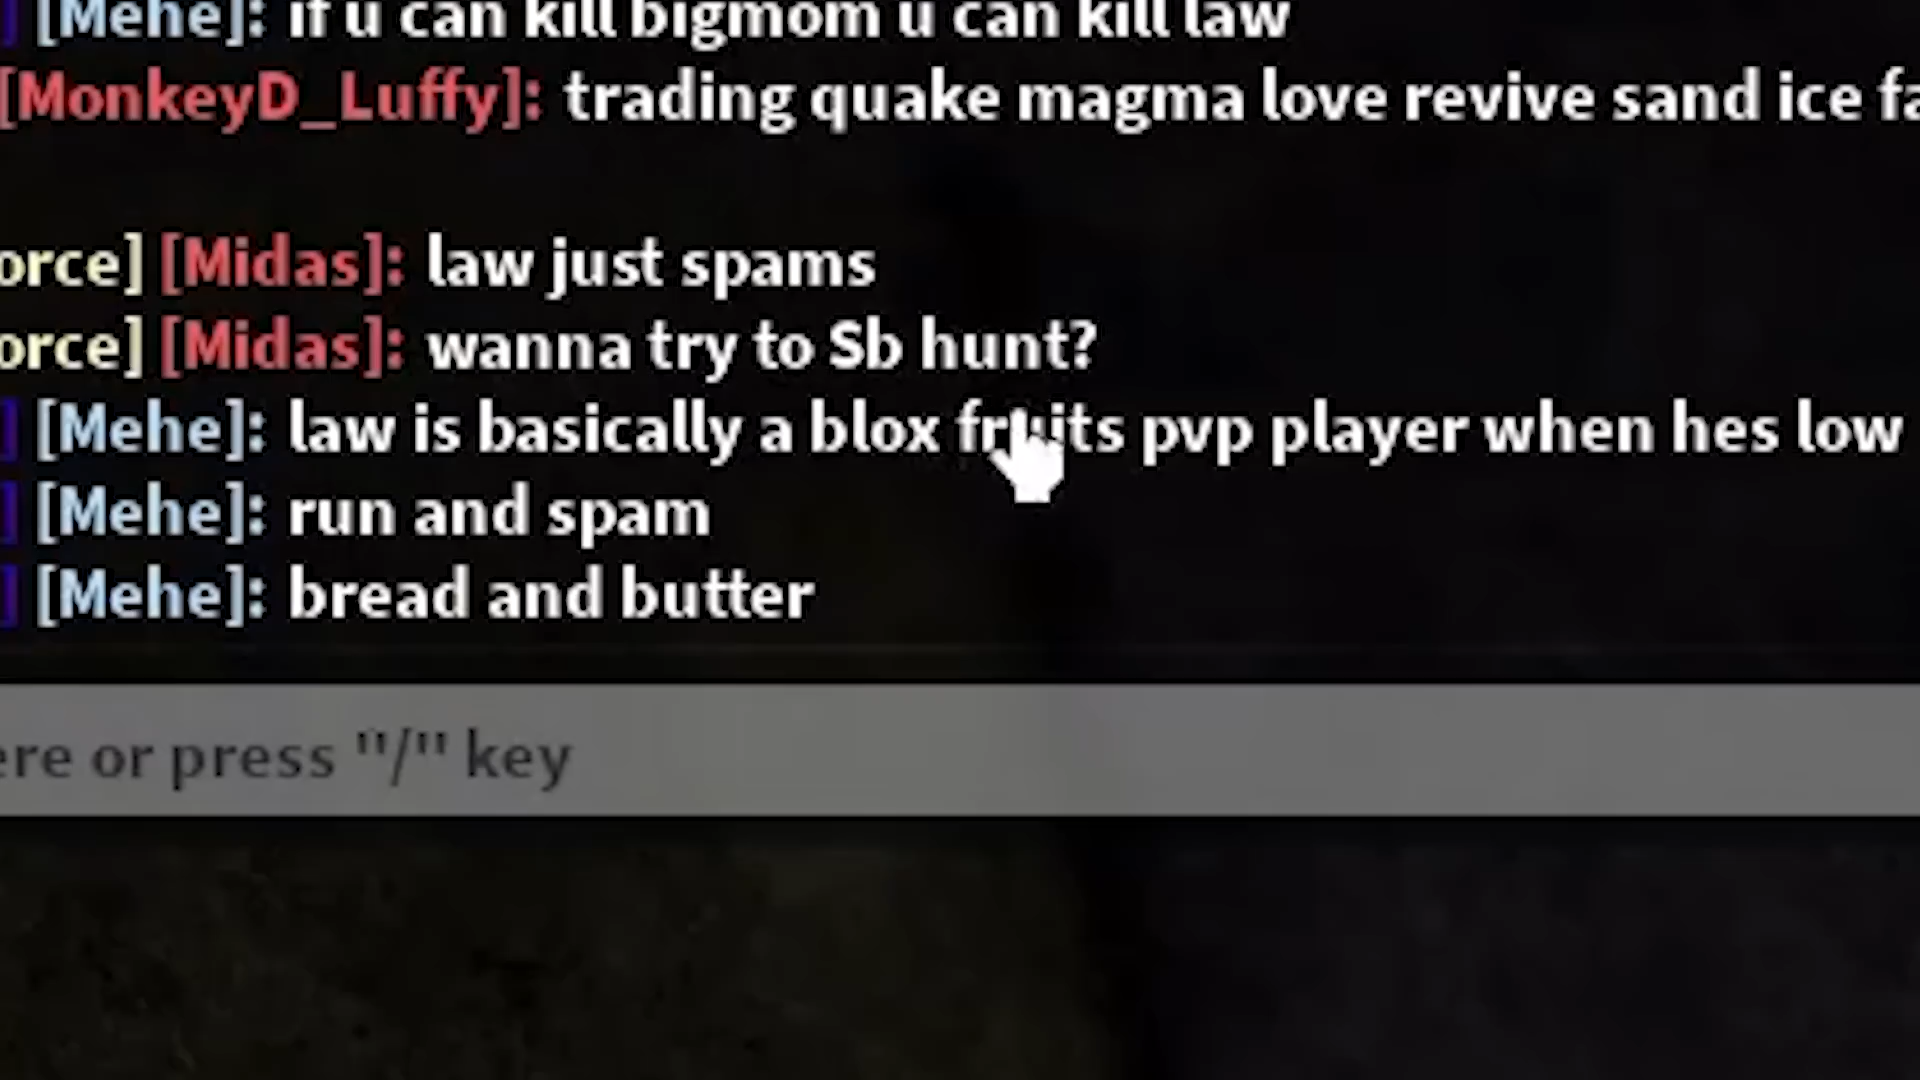 [Mehe]: if u can kill bigmom u can kill law
[MonkeyD_Luffy]: trading quake magma love revive sand ice fa
orce] [Midas]: law just spams
orce] [Midas]: wanna try to Sb hunt?
] [Mehe]: law is basically a blox fruits pvp player when hes low
] [Mehe]: run and spam
] [Mehe]: bread and butter
ere or press "/" key